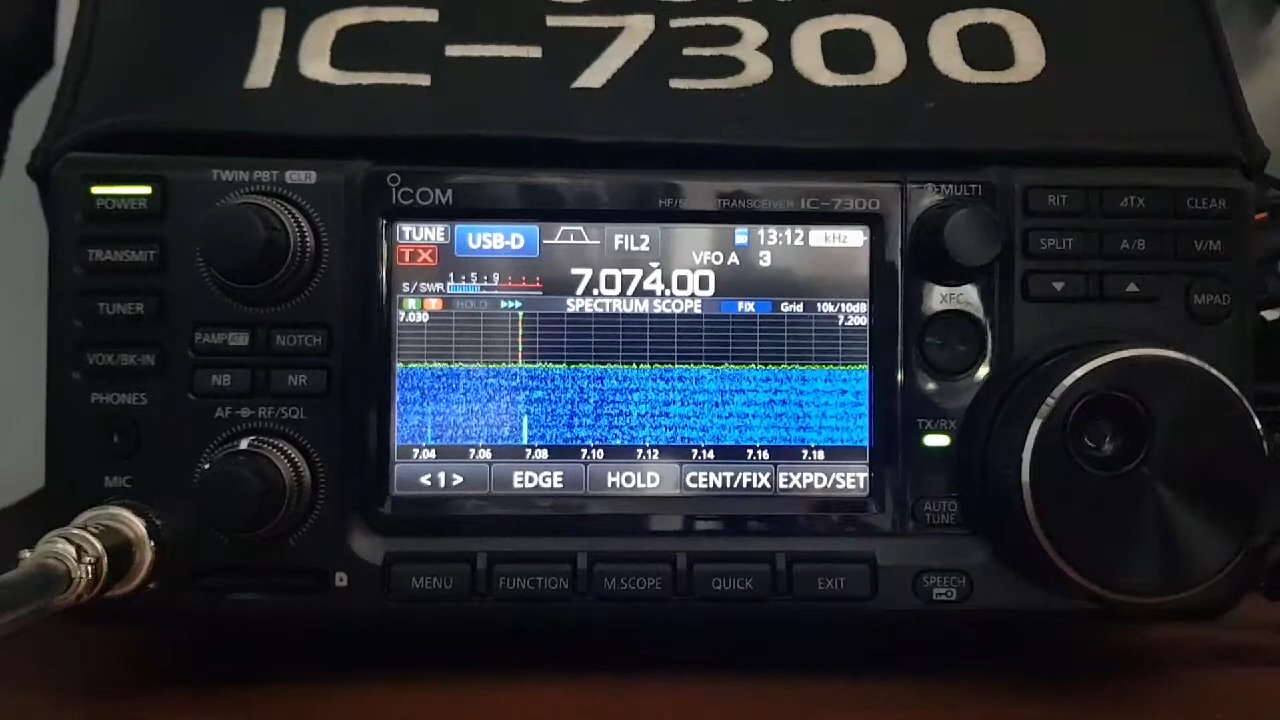 IC-7300
TWIN PBT CLR
ICOM
HF/50 TRANSCEIVER IC-7300
MULTI
POWER
TRANSMIT
TUNER
VOX/BK-IN
PHONES
MIC
P.AMP ATT
NOTCH
NB
NR
AF RF/SQL
TUNE
USB-D
FIL2
13:12
kHz
TX
VFO A 3
S/SWR
1 5 9
7.074.00
R T HOLD
SPECTRUM SCOPE
FIX
Grid 10k/10dB
7.030
7.200
7.04 7.06 7.08 7.10 7.12 7.14 7.16 7.18
< 1 >
EDGE
HOLD
CENT/FIX
EXPD/SET
MENU
FUNCTION
M.SCOPE
QUICK
EXIT
XFC
TX/RX
AUTO
TUNE
SPEECH
RIT
⊿TX
CLEAR
SPLIT
A/B
V/M
MPAD